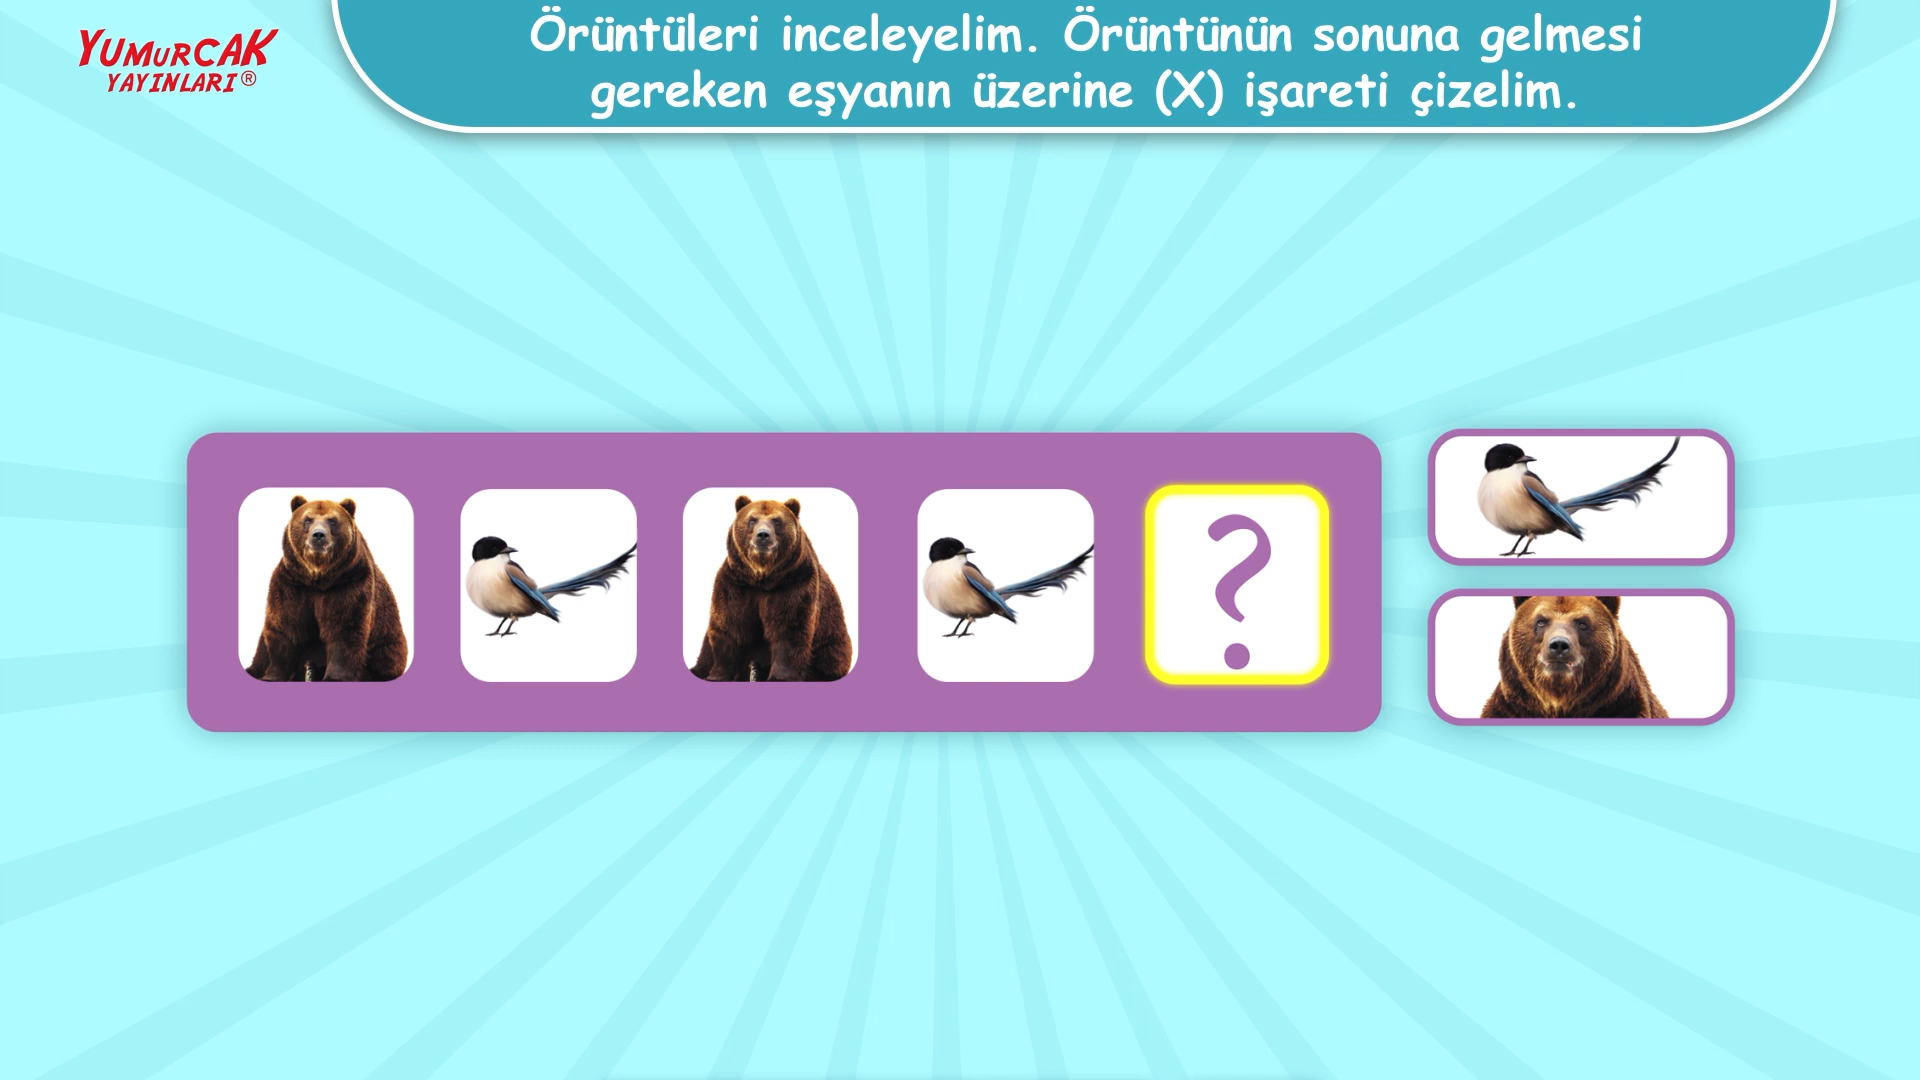 YUMURCAK
YAYINLARI®
Örüntüleri inceleyelim. Örüntünün sonuna gelmesi
gereken eşyanın üzerine (X) işareti çizelim.
?